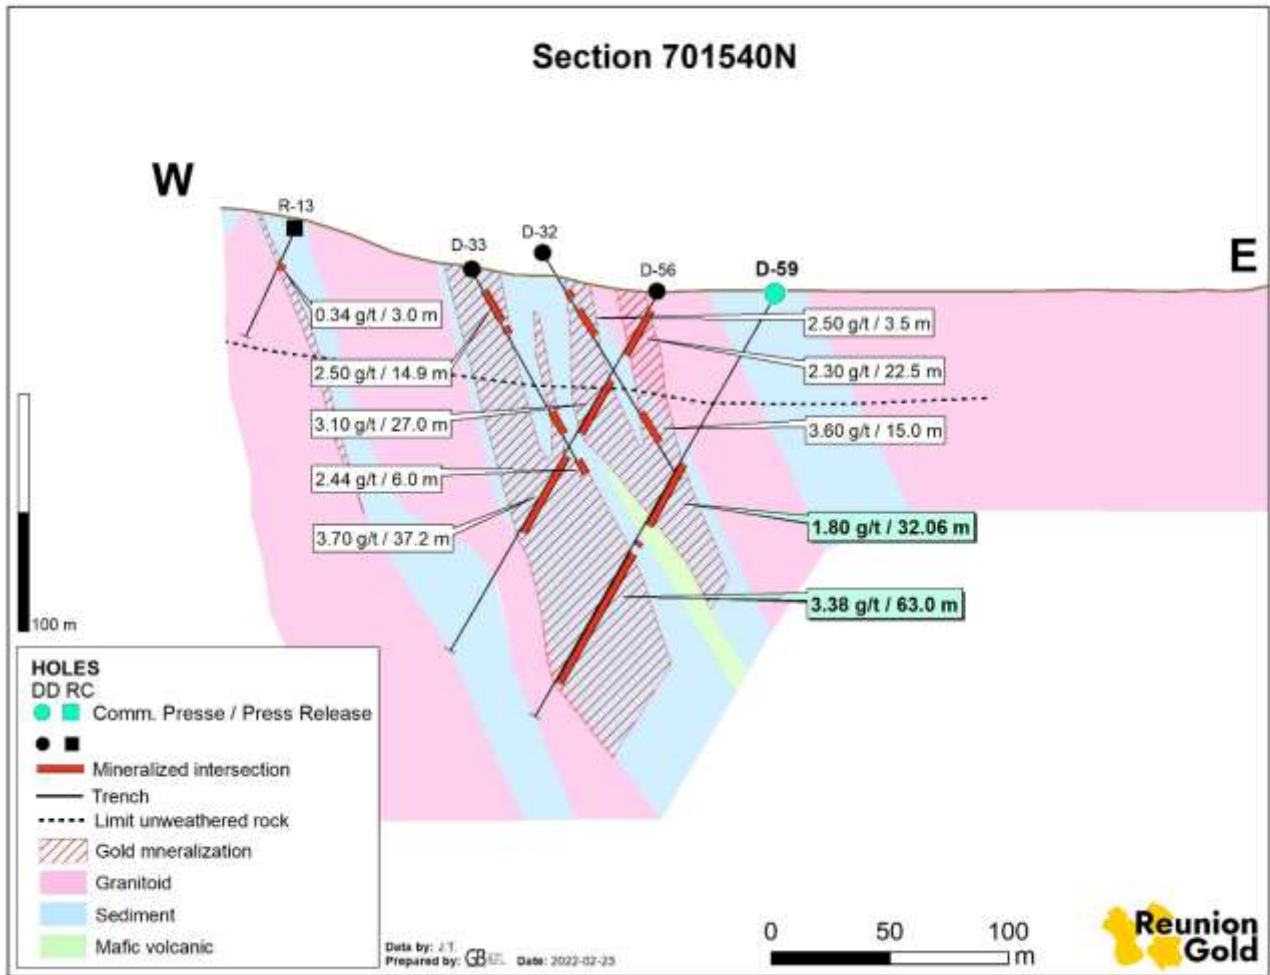 Section 701540N
W
R-13
D-32
D-33
E
D-56
D-59
0.34 g/t / 3.0 m
2.50 g/t / 3.5 m
2.50 g/t / 14.9 m
2.30 g/t / 22.5 m
3.10 g/t / 27.0 m
3.60 g/t / 15.0 m
2.44 g/t / 6.0 m
3.70 g/t / 37.2 m
1.80 g/t / 32.06 m
3.38 g/t / 63.0 m
100 m
HOLES
DD RC
Comm. Presse / Press Release
Mineralized intersection
Trench
Limit unweathered rock
Gold mneralization
Granitoid
Sediment
Mafic volcanic
Data by: J.T.
Prepared by: GB Date: 2022-02-23
0 50 100
m
Reunion
Gold